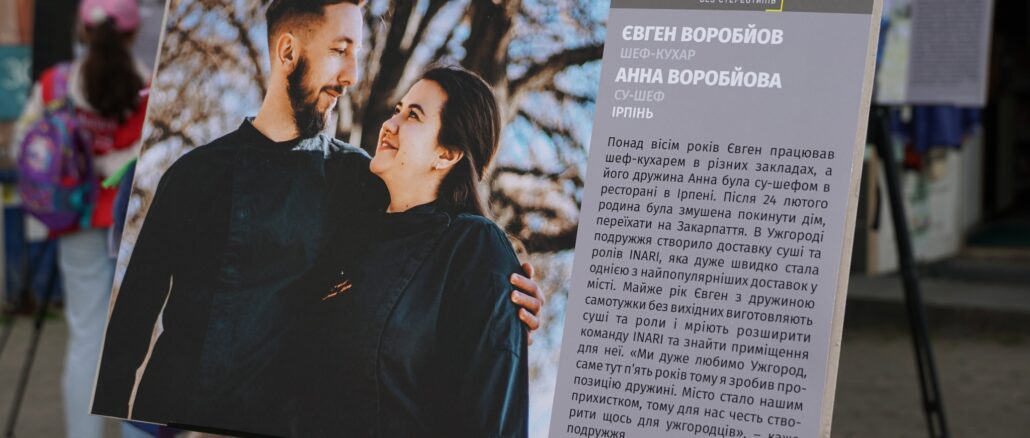 БЕЗ СТЕРЕОТИПІВ
ЄВГЕН ВОРОБЙОВ
ШЕФ-КУХАР
АННА ВОРОБЙОВА
СУ-ШЕФ
ІРПІНЬ
Понад вісім років Євген працював
шеф-кухарем в різних закладах, а
його дружина Анна була су-шефом в
ресторані в Ірпені. Після 24 лютого
родина була змушена покинути дім,
переїхати на Закарпаття. В Ужгороді
подружжя створило доставку суші та
ролів INARI, яка дуже швидко стала
однією з найпопулярніших доставок у
місті. Майже рік Євген з дружиною
самотужки без вихідних виготовляють
суші та роли і мріють розширити
команду INARI та знайти приміщення
для неї. «Ми дуже любимо Ужгород,
саме тут п’ять років тому я зробив про-
позицію дружині. Місто стало нашим
прихистком, тому для нас честь ство-
рити щось для ужгородців», – каже
подружжя